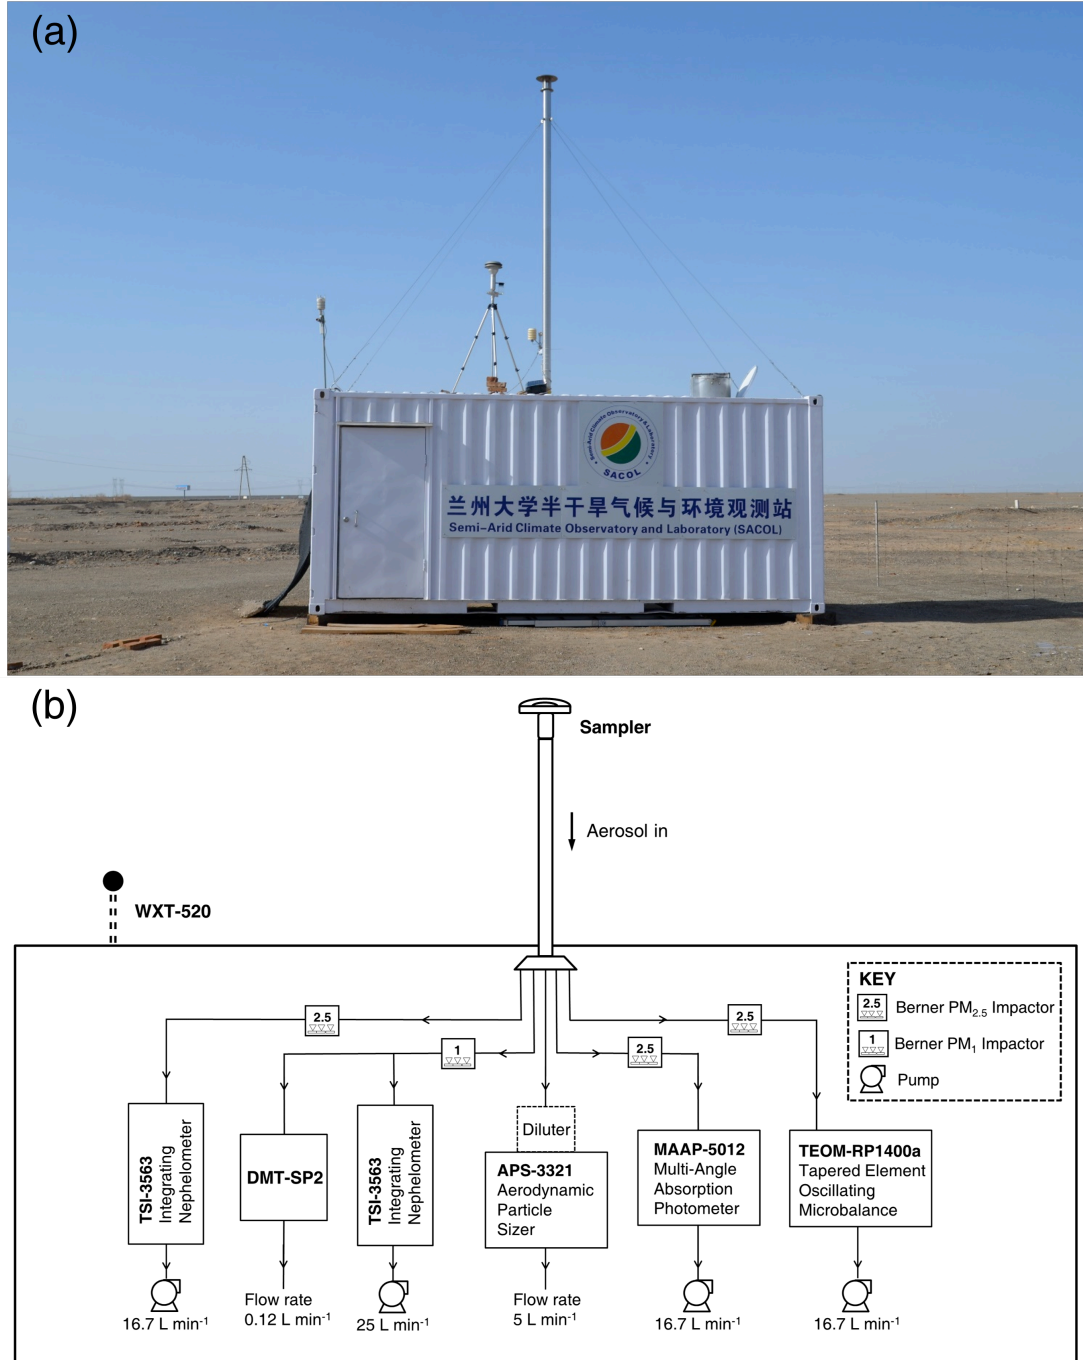 (a)
Semi-Arid Climate Observatory & Laboratory
SACOL
兰州大学半干旱气候与环境观测站
Semi-Arid Climate Observatory and Laboratory (SACOL)
(b)
Sampler
Aerosol in
WXT-520
KEY
2.5 Berner PM2.5 Impactor
1 Berner PM1 Impactor
Pump
2.5
2.5
1
2.5
Diluter
TSI-3563
Integrating
Nephelometer
DMT-SP2
TSI-3563
Integrating
Nephelometer
APS-3321
Aerodynamic
Particle
Sizer
MAAP-5012
Multi-Angle
Absorption
Photometer
TEOM-RP1400a
Tapered Element
Oscillating
Microbalance
16.7 L min-1
Flow rate
0.12 L min-1
25 L min-1
Flow rate
5 L min-1
16.7 L min-1
16.7 L min-1